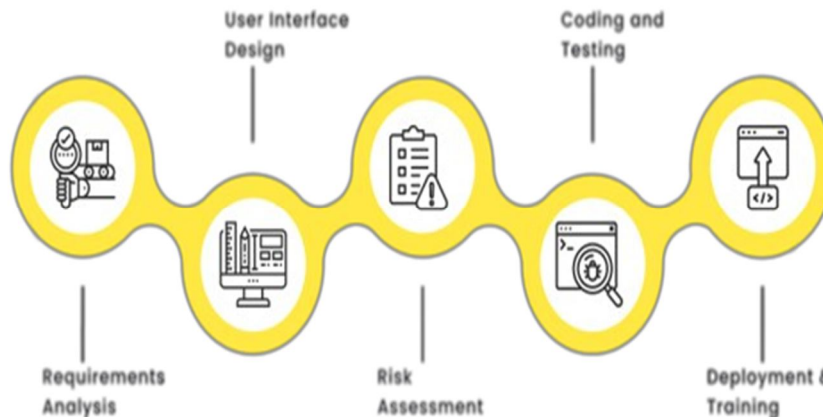 User Interface
Design
Coding and
Testing
>_
</>
Requirements
Analysis
Risk
Assessment
Deployment &
Training